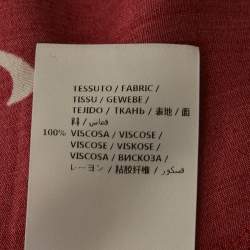 TESSUTO / FABRIC /
TISSU / GEWEBE /
TEJIDO / ТКАНЬ / 表地 / 面
料 / قماش /
100% VISCOSA / VISCOSE /
VISCOSE / VISKOSE /
VISCOSA / ВИСКОЗА /
レーヨン / 粘胶纤维 / فسكوز